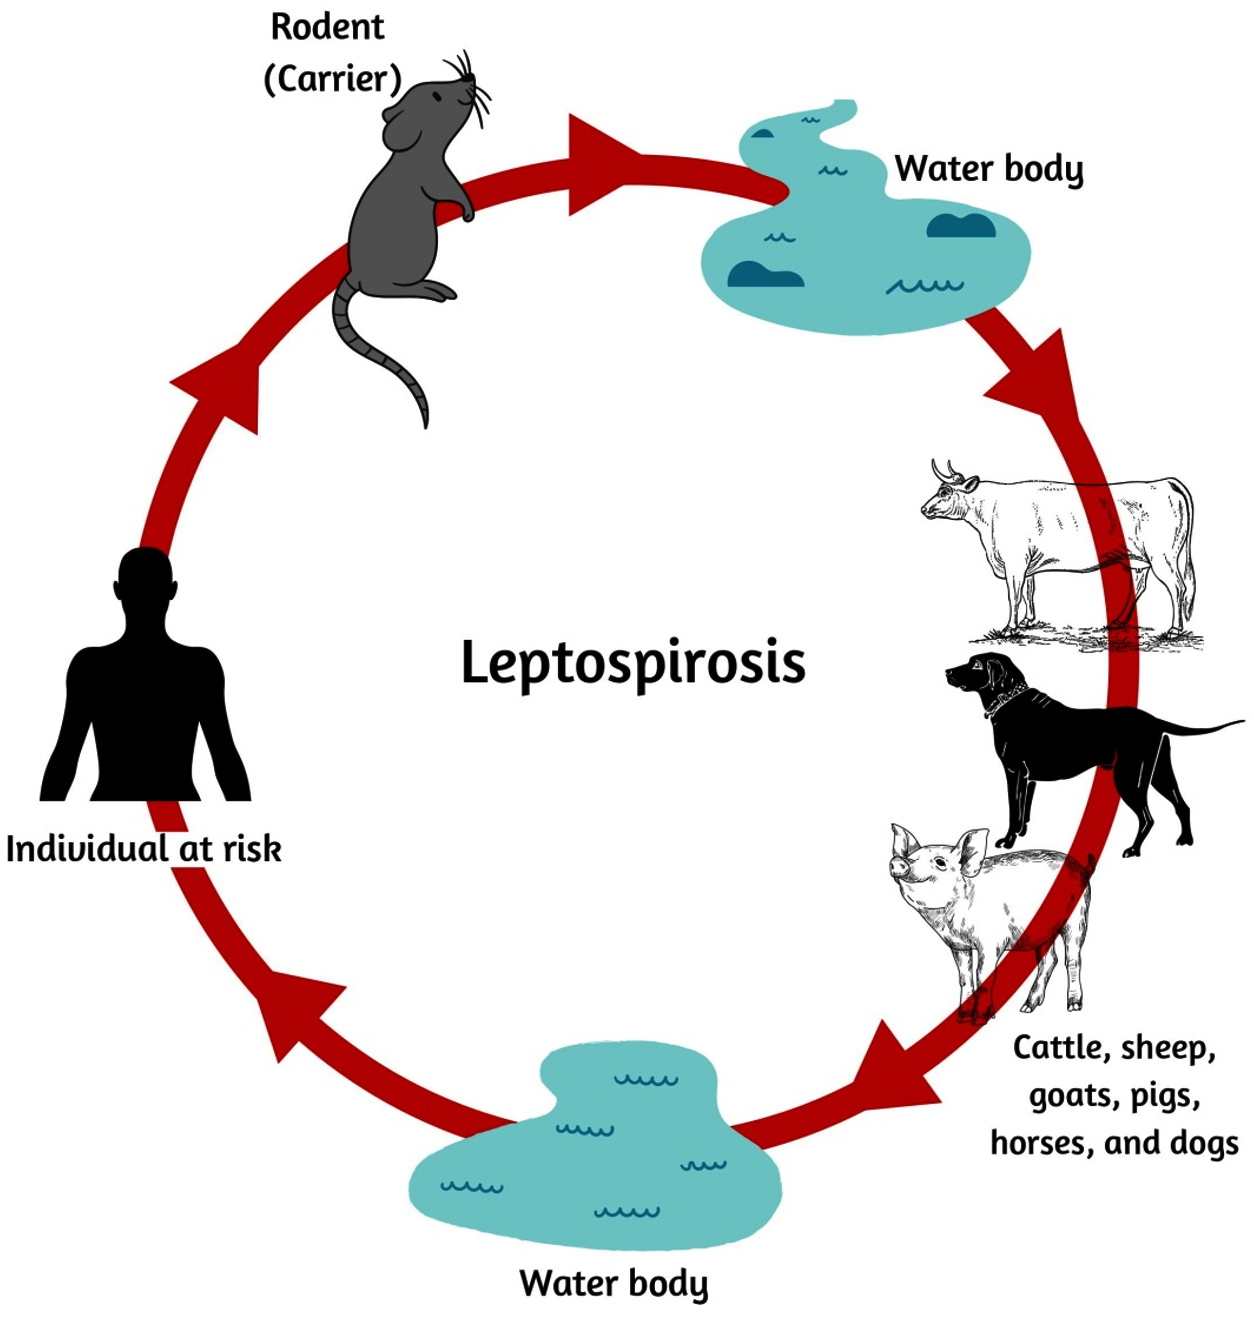 Rodent
(Carrier)
Water body
Leptospirosis
Individual at risk
Cattle, sheep,
goats, pigs,
horses, and dogs
Water body